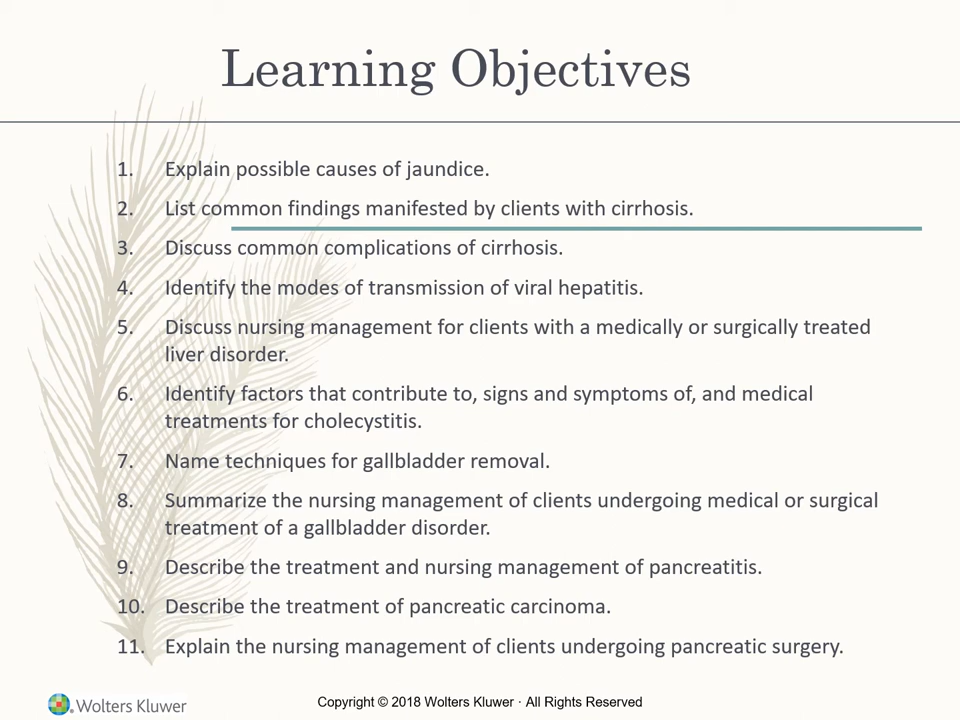 Learning Objectives
1. Explain possible causes of jaundice.
2. List common findings manifested by clients with cirrhosis.
3. Discuss common complications of cirrhosis.
4. Identify the modes of transmission of viral hepatitis.
5. Discuss nursing management for clients with a medically or surgically treated
liver disorder.
6. Identify factors that contribute to, signs and symptoms of, and medical
treatments for cholecystitis.
7. Name techniques for gallbladder removal.
8. Summarize the nursing management of clients undergoing medical or surgical
treatment of a gallbladder disorder.
9. Describe the treatment and nursing management of pancreatitis.
10. Describe the treatment of pancreatic carcinoma.
11. Explain the nursing management of clients undergoing pancreatic surgery.
Wolters Kluwer
Copyright © 2018 Wolters Kluwer · All Rights Reserved